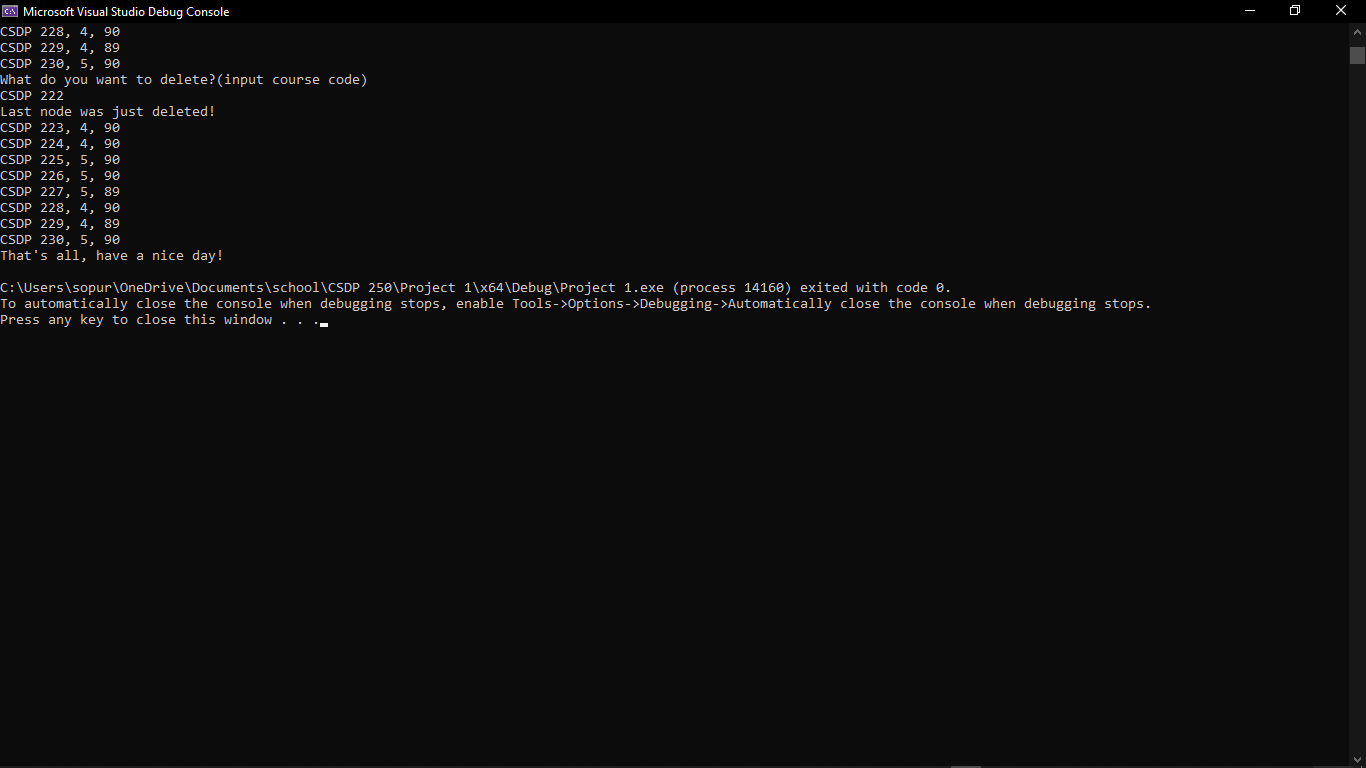 Microsoft Visual Studio Debug Console
CSDP 228, 4, 90
CSDP 229, 4, 89
CSDP 230, 5, 90
What do you want to delete?(input course code)
CSDP 222
Last node was just deleted!
CSDP 223, 4, 90
CSDP 224, 4, 90
CSDP 225, 5, 90
CSDP 226, 5, 90
CSDP 227, 5, 89
CSDP 228, 4, 90
CSDP 229, 4, 89
CSDP 230, 5, 90
That's all, have a nice day!
C:\Users\sopur\OneDrive\Documents\school\CSDP 250\Project 1\x64\Debug\Project 1.exe (process 14160) exited with code 0.
To automatically close the console when debugging stops, enable Tools->Options->Debugging->Automatically close the console when debugging stops.
Press any key to close this window . . .